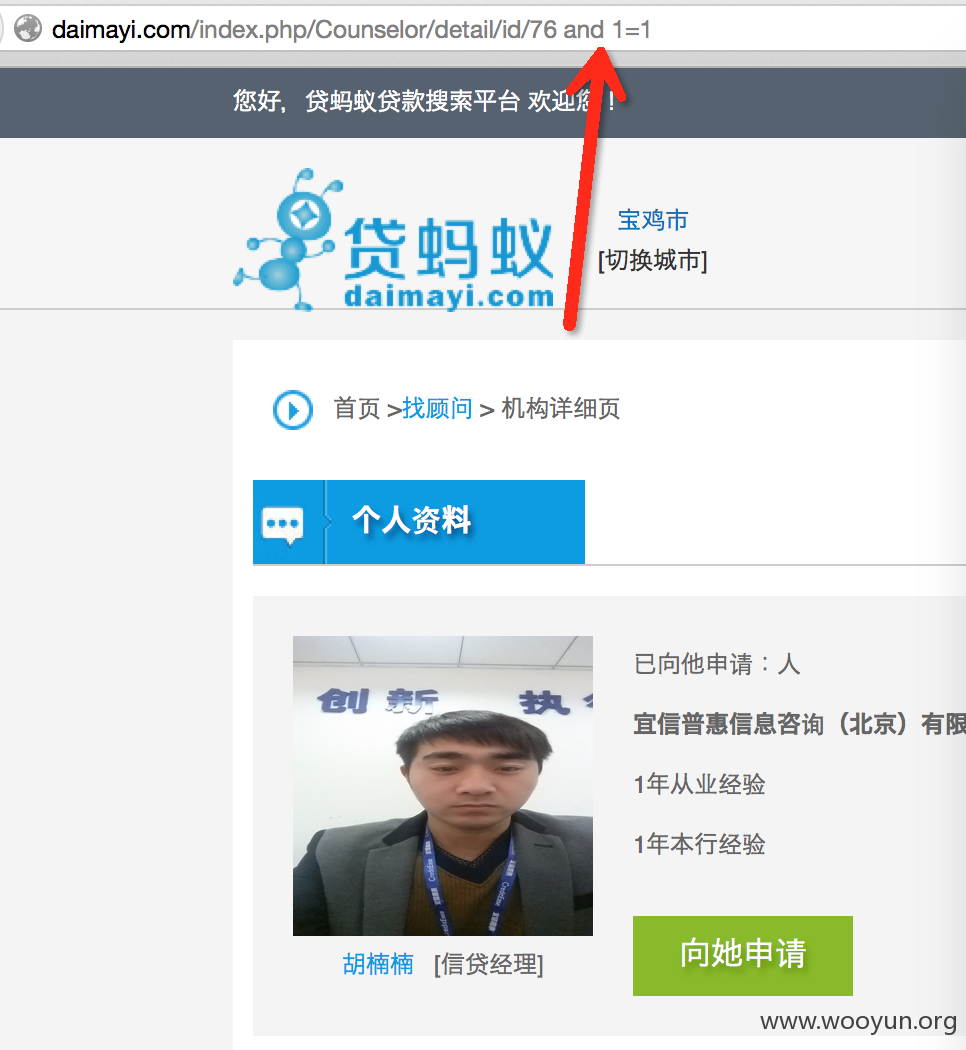 daimayi.com/index.php/Counselor/detail/id/76 and 1=1
您好，贷蚂蚁贷款搜索平台 欢迎您！
贷蚂蚁
daimayi.com
宝鸡市
[切换城市]
首页 >找顾问 > 机构详细页
个人资料
创新 执
已向他申请：人
宜信普惠信息咨询（北京）有限
1年从业经验
1年本行经验
向她申请
胡楠楠 [信贷经理]
www.wooyun.org